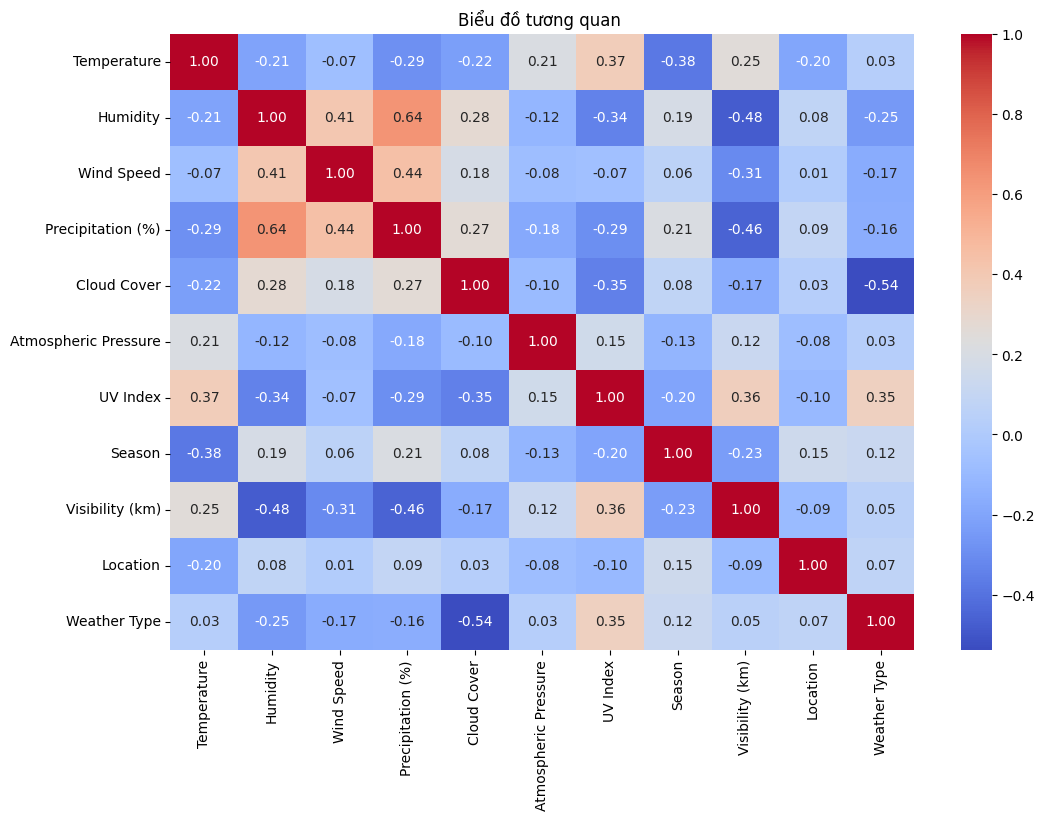 Biểu đồ tương quan
Temperature 1.00 -0.21 -0.07 -0.29 -0.22 0.21 0.37 -0.38 0.25 -0.20 0.03
Humidity -0.21 1.00 0.41 0.64 0.28 -0.12 -0.34 0.19 -0.48 0.08 -0.25
Wind Speed -0.07 0.41 1.00 0.44 0.18 -0.08 -0.07 0.06 -0.31 0.01 -0.17
Precipitation (%) -0.29 0.64 0.44 1.00 0.27 -0.18 -0.29 0.21 -0.46 0.09 -0.16
Cloud Cover -0.22 0.28 0.18 0.27 1.00 -0.10 -0.35 0.08 -0.17 0.03 -0.54
Atmospheric Pressure 0.21 -0.12 -0.08 -0.18 -0.10 1.00 0.15 -0.13 0.12 -0.08 0.03
UV Index 0.37 -0.34 -0.07 -0.29 -0.35 0.15 1.00 -0.20 0.36 -0.10 0.35
Season -0.38 0.19 0.06 0.21 0.08 -0.13 -0.20 1.00 -0.23 0.15 0.12
Visibility (km) 0.25 -0.48 -0.31 -0.46 -0.17 0.12 0.36 -0.23 1.00 -0.09 0.05
Location -0.20 0.08 0.01 0.09 0.03 -0.08 -0.10 0.15 -0.09 1.00 0.07
Weather Type 0.03 -0.25 -0.17 -0.16 -0.54 0.03 0.35 0.12 0.05 0.07 1.00
Temperature
Humidity
Wind Speed
Precipitation (%)
Cloud Cover
Atmospheric Pressure
UV Index
Season
Visibility (km)
Location
Weather Type
1.0
0.8
0.6
0.4
0.2
0.0
−0.2
−0.4